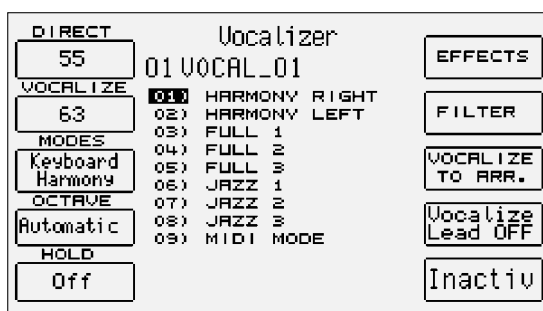 Vocalizer
01 VOCAL_01
DIRECT
55
VOCALIZE
63
MODES
Keyboard
Harmony
OCTAVE
Automatic
HOLD
Off
01) HARMONY RIGHT
02) HARMONY LEFT
03) FULL 1
04) FULL 2
05) FULL 3
06) JAZZ 1
07) JAZZ 2
08) JAZZ 3
09) MIDI MODE
EFFECTS
FILTER
VOCALIZE
TO ARR.
Vocalize
Lead OFF
Inactiv